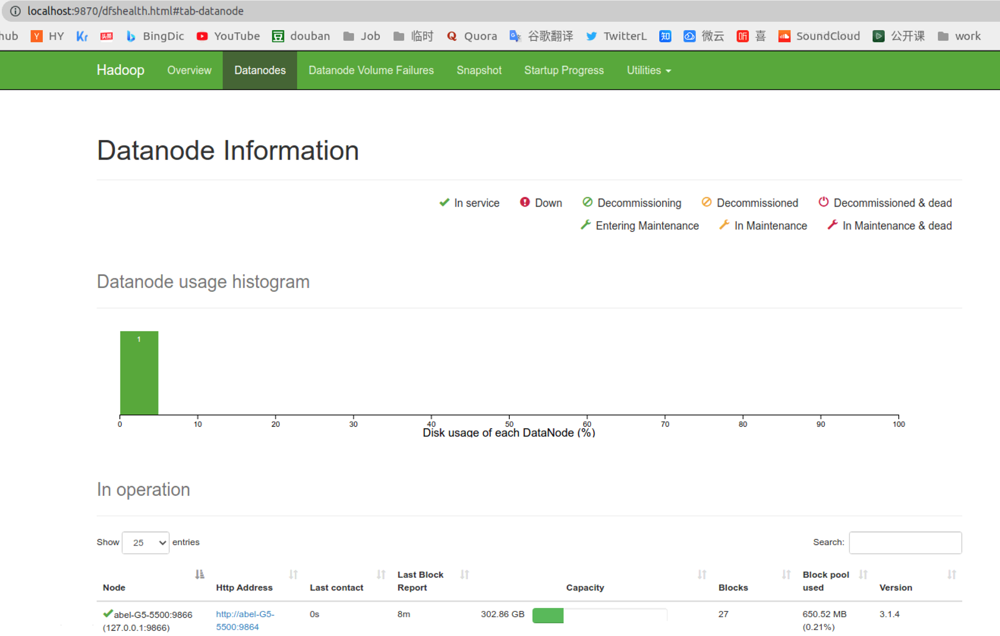 localhost:9870/dfshealth.html#tab-datanode
hub HY Kr 头条 BingDic YouTube 豆 douban Job 临时 Quora 谷歌翻译 TwitterL 知 微云 听 喜 SoundCloud 公开课 work
Hadoop Overview Datanodes Datanode Volume Failures Snapshot Startup Progress Utilities
Datanode Information
In service Down Decommissioning Decommissioned Decommissioned & dead
Entering Maintenance In Maintenance In Maintenance & dead
Datanode usage histogram
1
0 10 20 30 40 50 60 70 80 90 100
Disk usage of each DataNode (%)
In operation
Show 25 entries Search:
Node Http Address Last contact Last Block Report Capacity Blocks Block pool used Version
abel-G5-5500:9866 http://abel-G5- 0s 8m 302.86 GB 27 650.52 MB 3.1.4
(127.0.0.1:9866) 5500:9864 (0.21%)